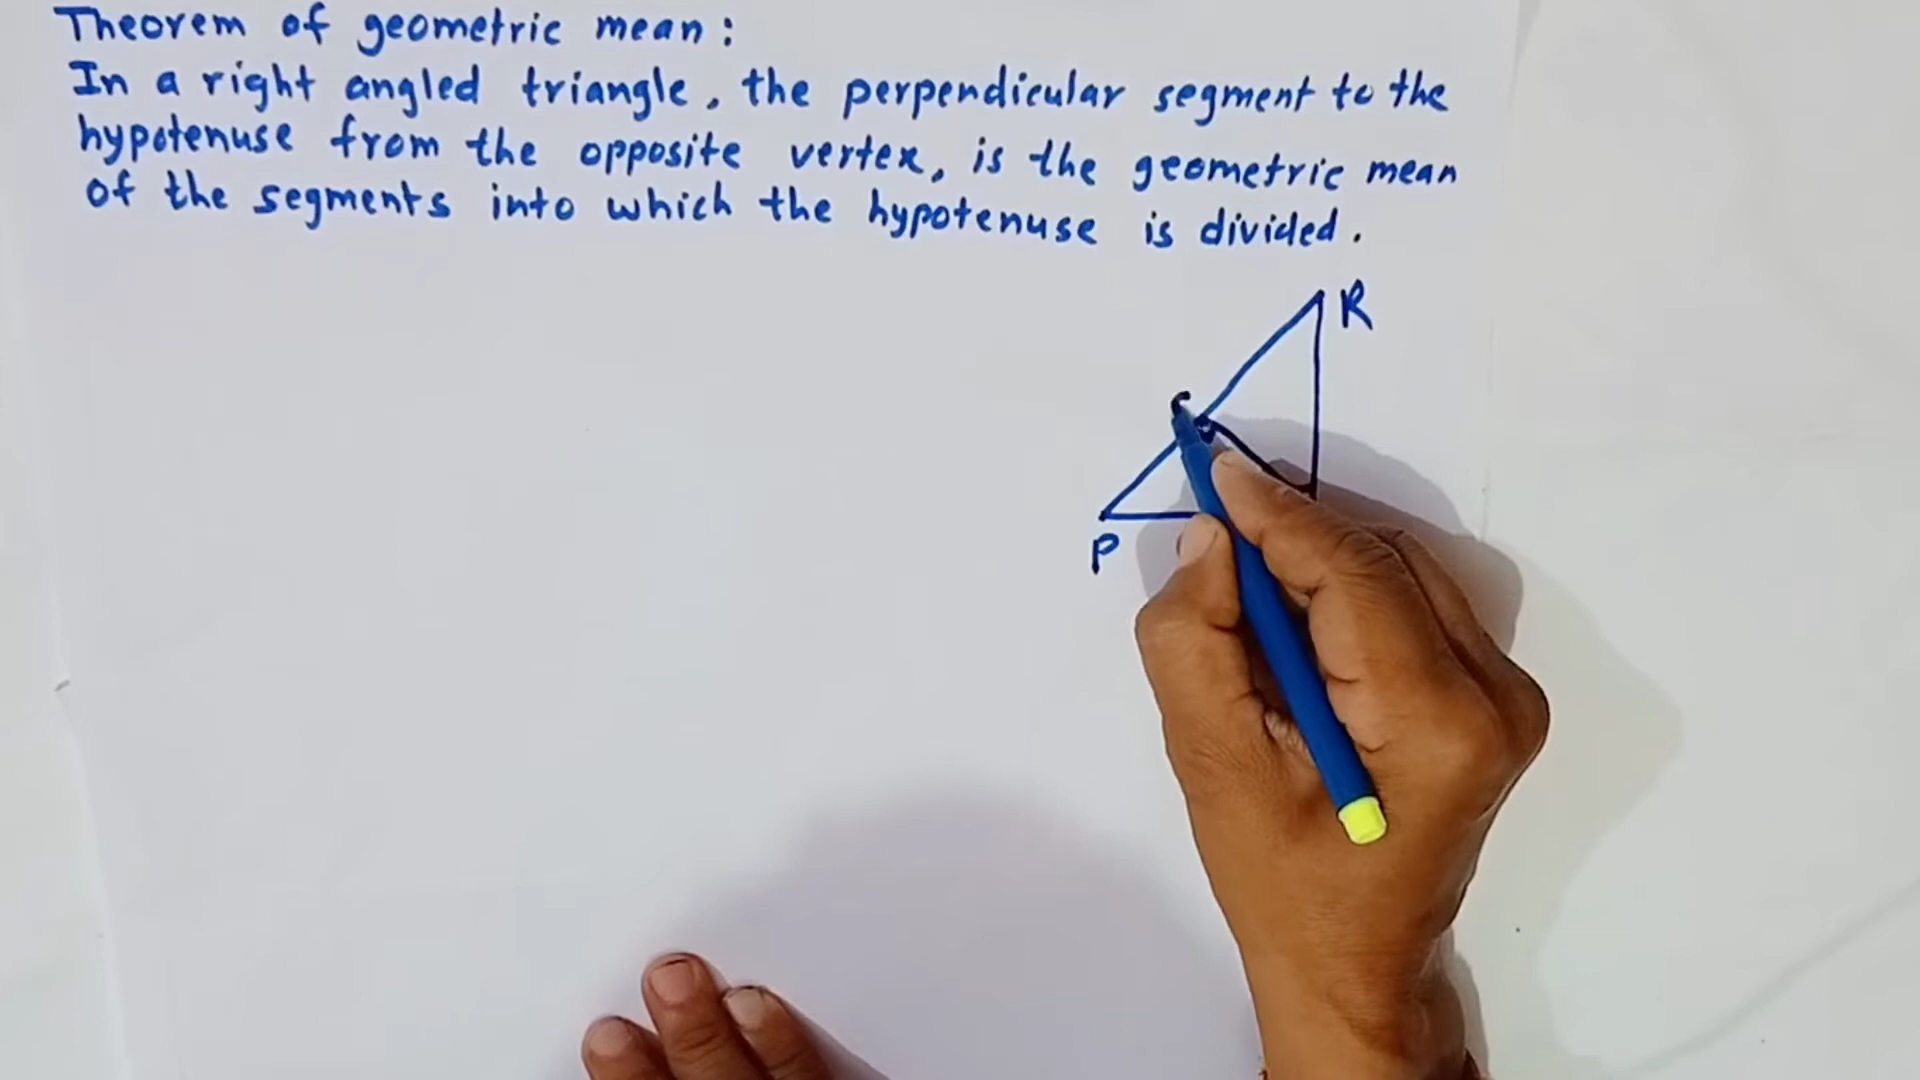 Theorem of geometric mean:
In a right angled triangle, the perpendicular segment to the
hypotenuse from the opposite vertex, is the geometric mean
of the segments into which the hypotenuse is divided.
R
P